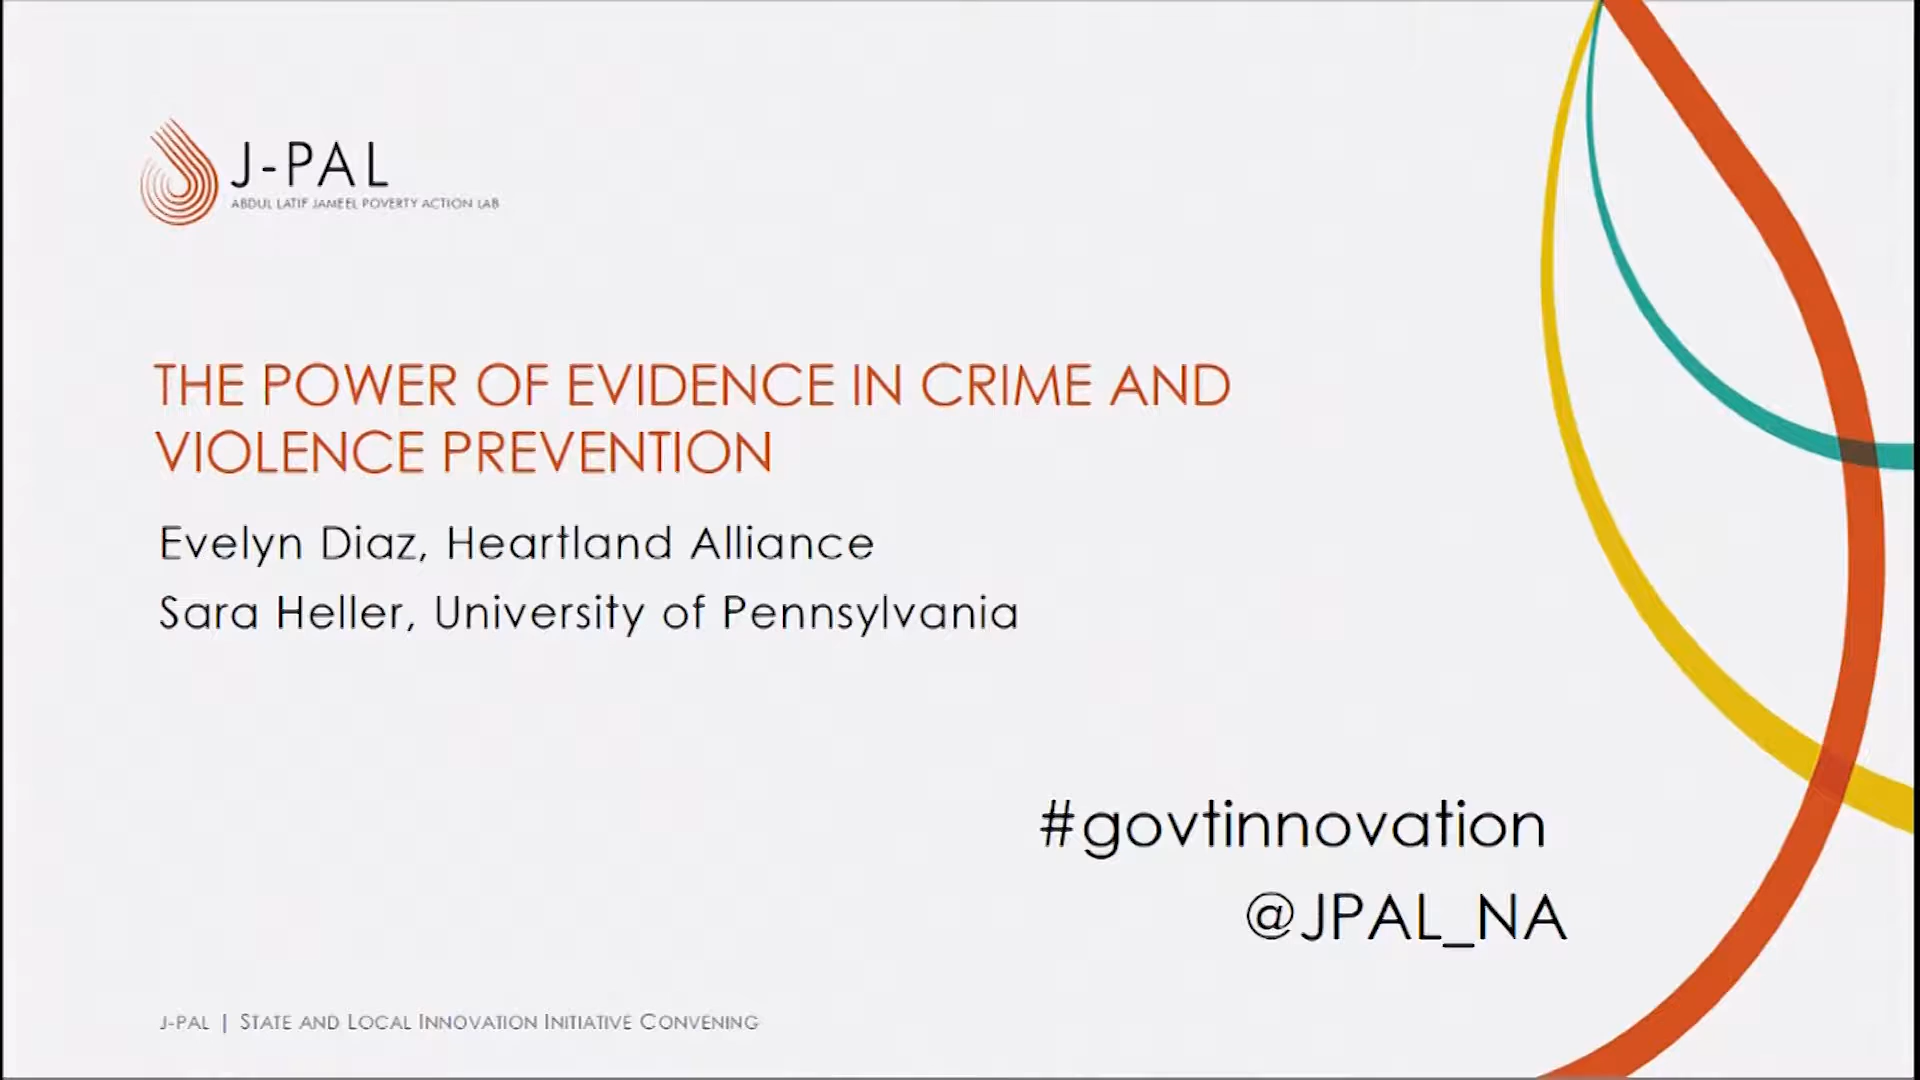 J-PAL
ABDUL LATIF JAMEEL POVERTY ACTION LAB
THE POWER OF EVIDENCE IN CRIME AND
VIOLENCE PREVENTION
Evelyn Diaz, Heartland Alliance
Sara Heller, University of Pennsylvania
#govtinnovation
@JPAL_NA
J-PAL | STATE AND LOCAL INNOVATION INITIATIVE CONVENING